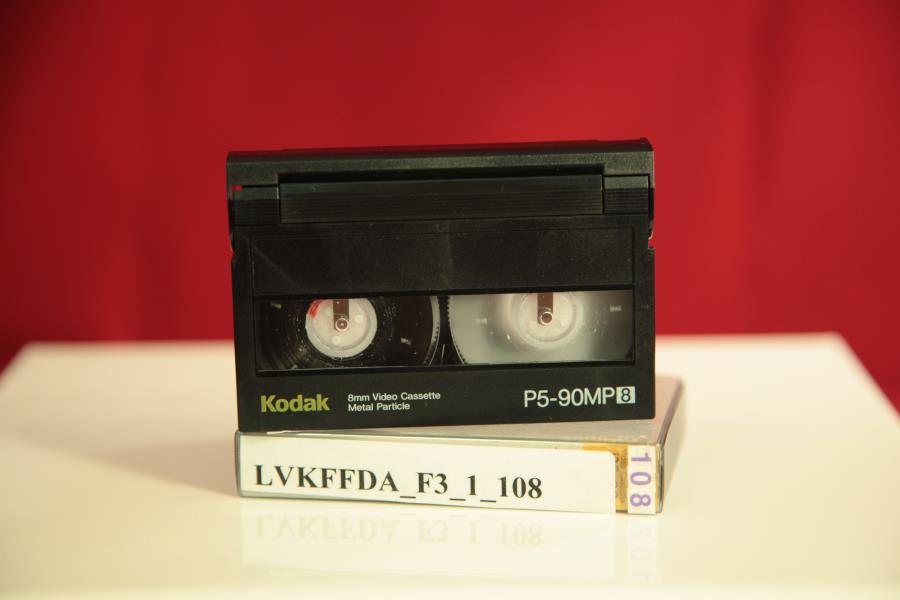 Kodak
8mm Video Cassette
Metal Particle
P5-90MP8
LVKFFDA_F3_1_108
108